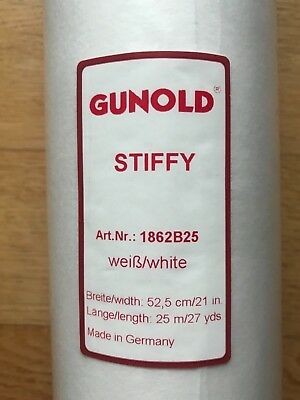 GUNOLD®
STIFFY
Art.Nr.: 1862B25
weiß/white
Breite/width: 52,5 cm/21 in.
Länge/length: 25 m/27 yds
Made in Germany